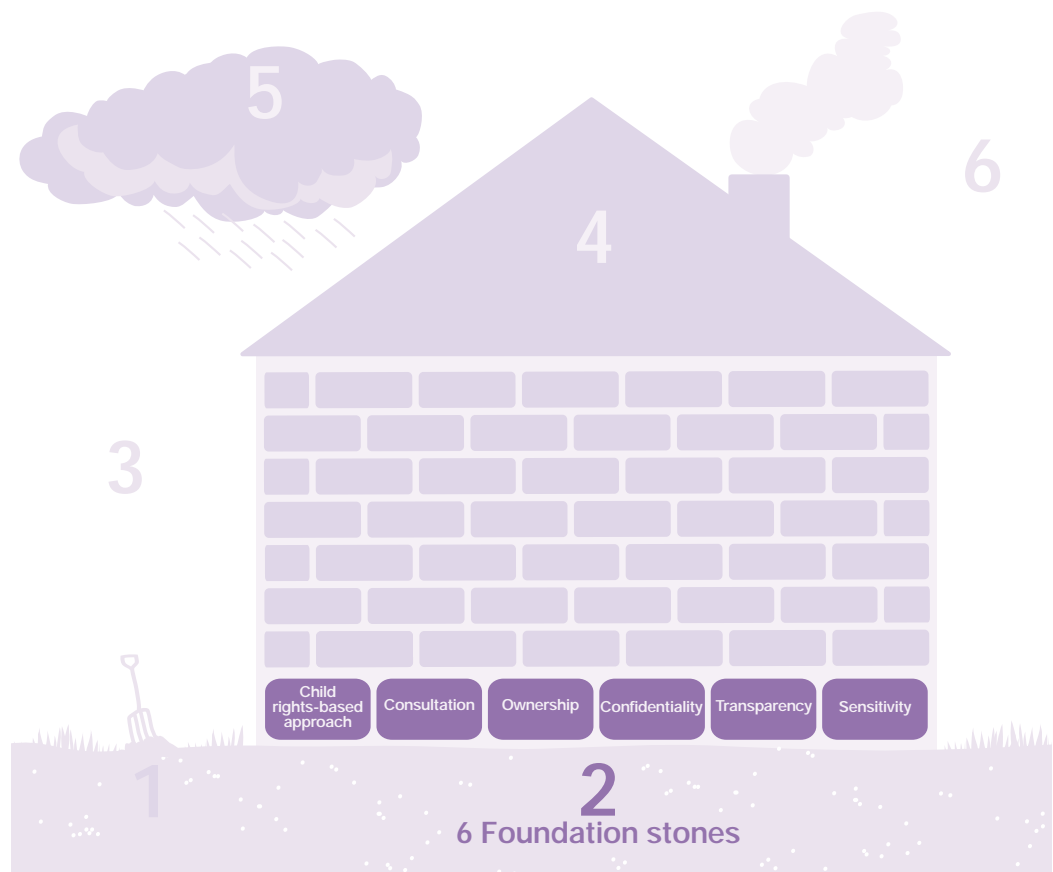 5
6
4
3
Child
rights-based
approach
Consultation
Ownership
Confidentiality
Transparency
Sensitivity
1
2
6 Foundation stones